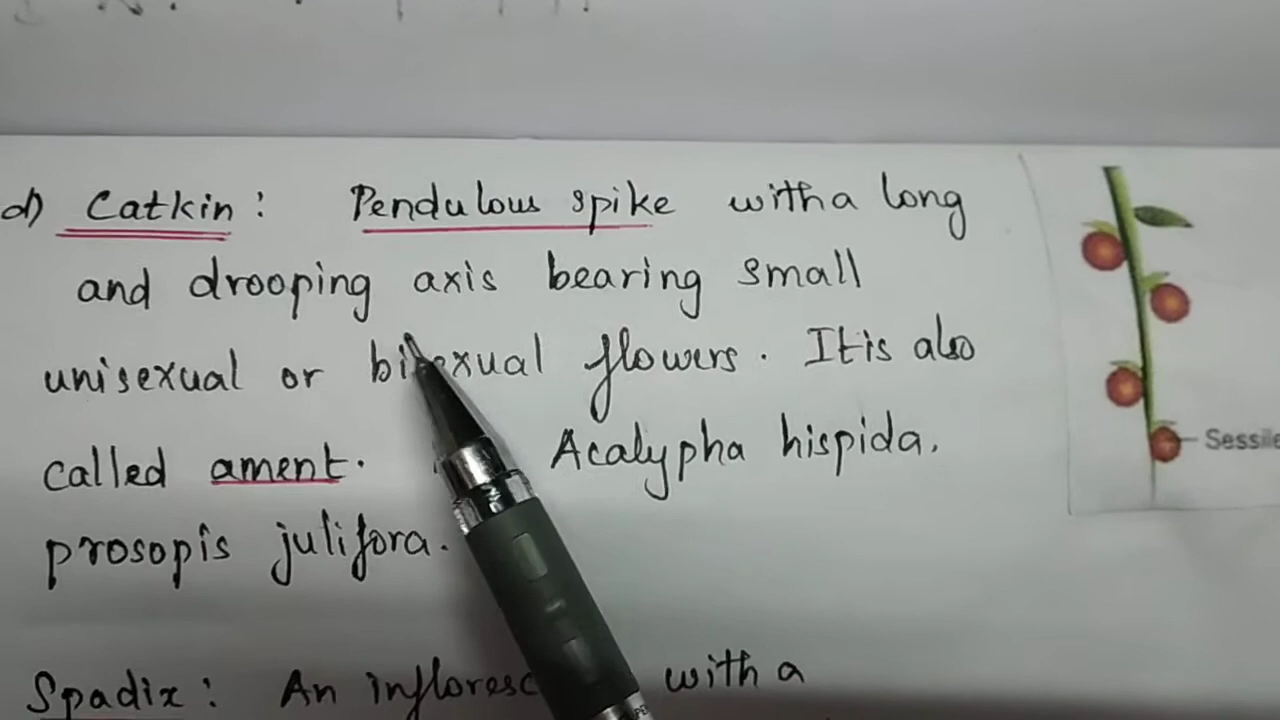 d) Catkin: Pendulous spike with a long
and drooping axis bearing small
unisexual or bisexual flowers. It is also
called ament. Acalypha hispida.
prosopis julifora.
Sessile
Spadix: An with a